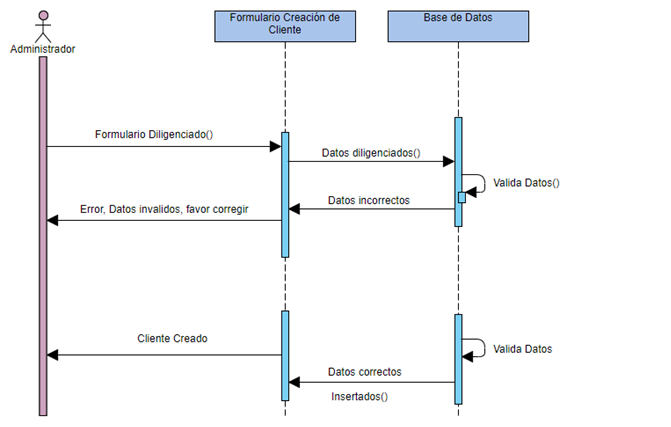 Formulario Creación de
Cliente
Base de Datos
Administrador
Formulario Diligenciado()
Datos diligenciados()
Valida Datos()
Datos incorrectos
Error, Datos invalidos, favor corregir
Cliente Creado
Valida Datos
Datos correctos
Insertados()